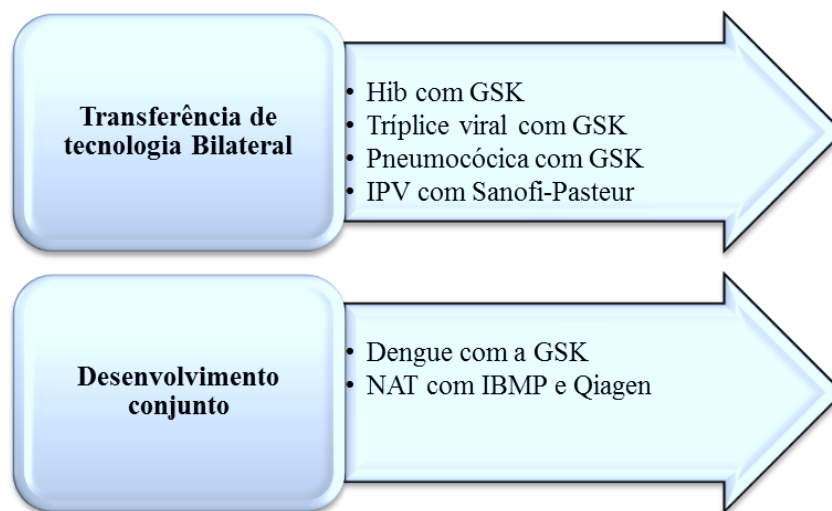 Transferência de
tecnologia Bilateral
• Hib com GSK
• Tríplice viral com GSK
• Pneumocócica com GSK
• IPV com Sanofi-Pasteur
Desenvolvimento
conjunto
• Dengue com a GSK
• NAT com IBMP e Qiagen